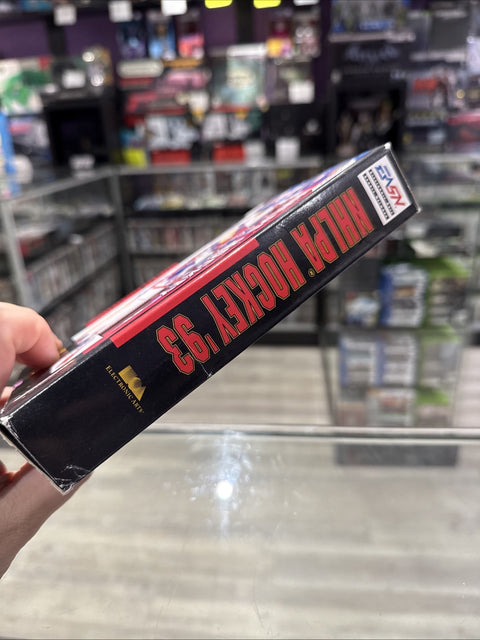 EASN
NHLPA HOCKEY '93
ELECTRONIC ARTS®